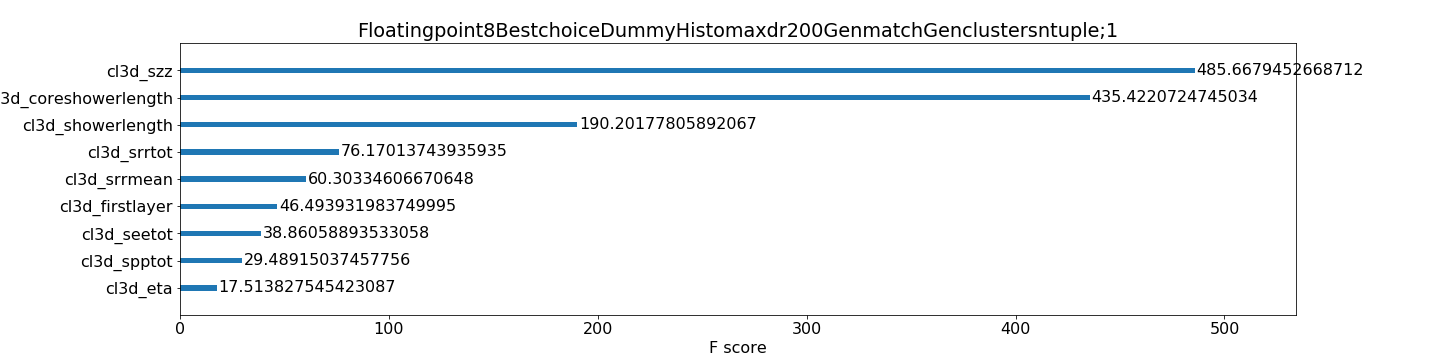 Floatingpoint8BestchoiceDummyHistomaxdr200GenmatchGenclustersntuple;1
cl3d_szz 485.6679452668712
3d_coreshowerlength 435.4220724745034
cl3d_showerlength 190.20177805892067
cl3d_srrtot 76.17013743935935
cl3d_srrmean 60.30334606670648
cl3d_firstlayer 46.493931983749995
cl3d_seetot 38.86058893533058
cl3d_spptot 29.48915037457756
cl3d_eta 17.513827545423087
0 100 200 300 400 500
F score